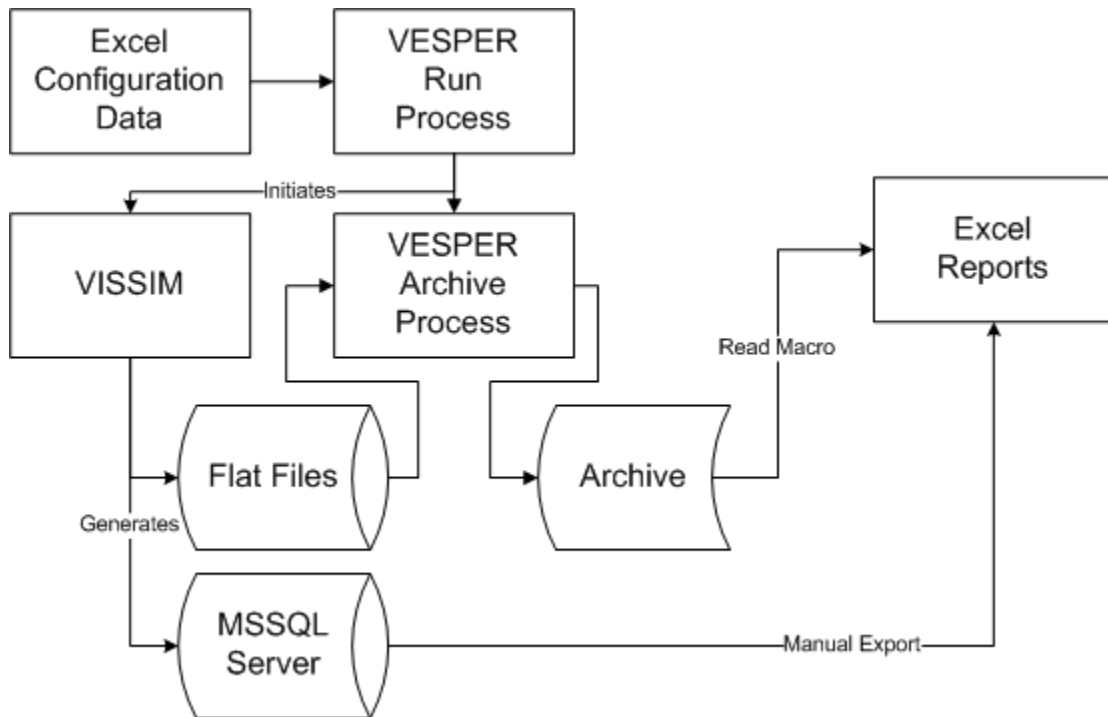 Excel
Configuration
Data
VESPER
Run
Process
Initiates
VISSIM
VESPER
Archive
Process
Excel
Reports
Read Macro
Flat Files
Archive
Generates
MSSQL
Server
Manual Export